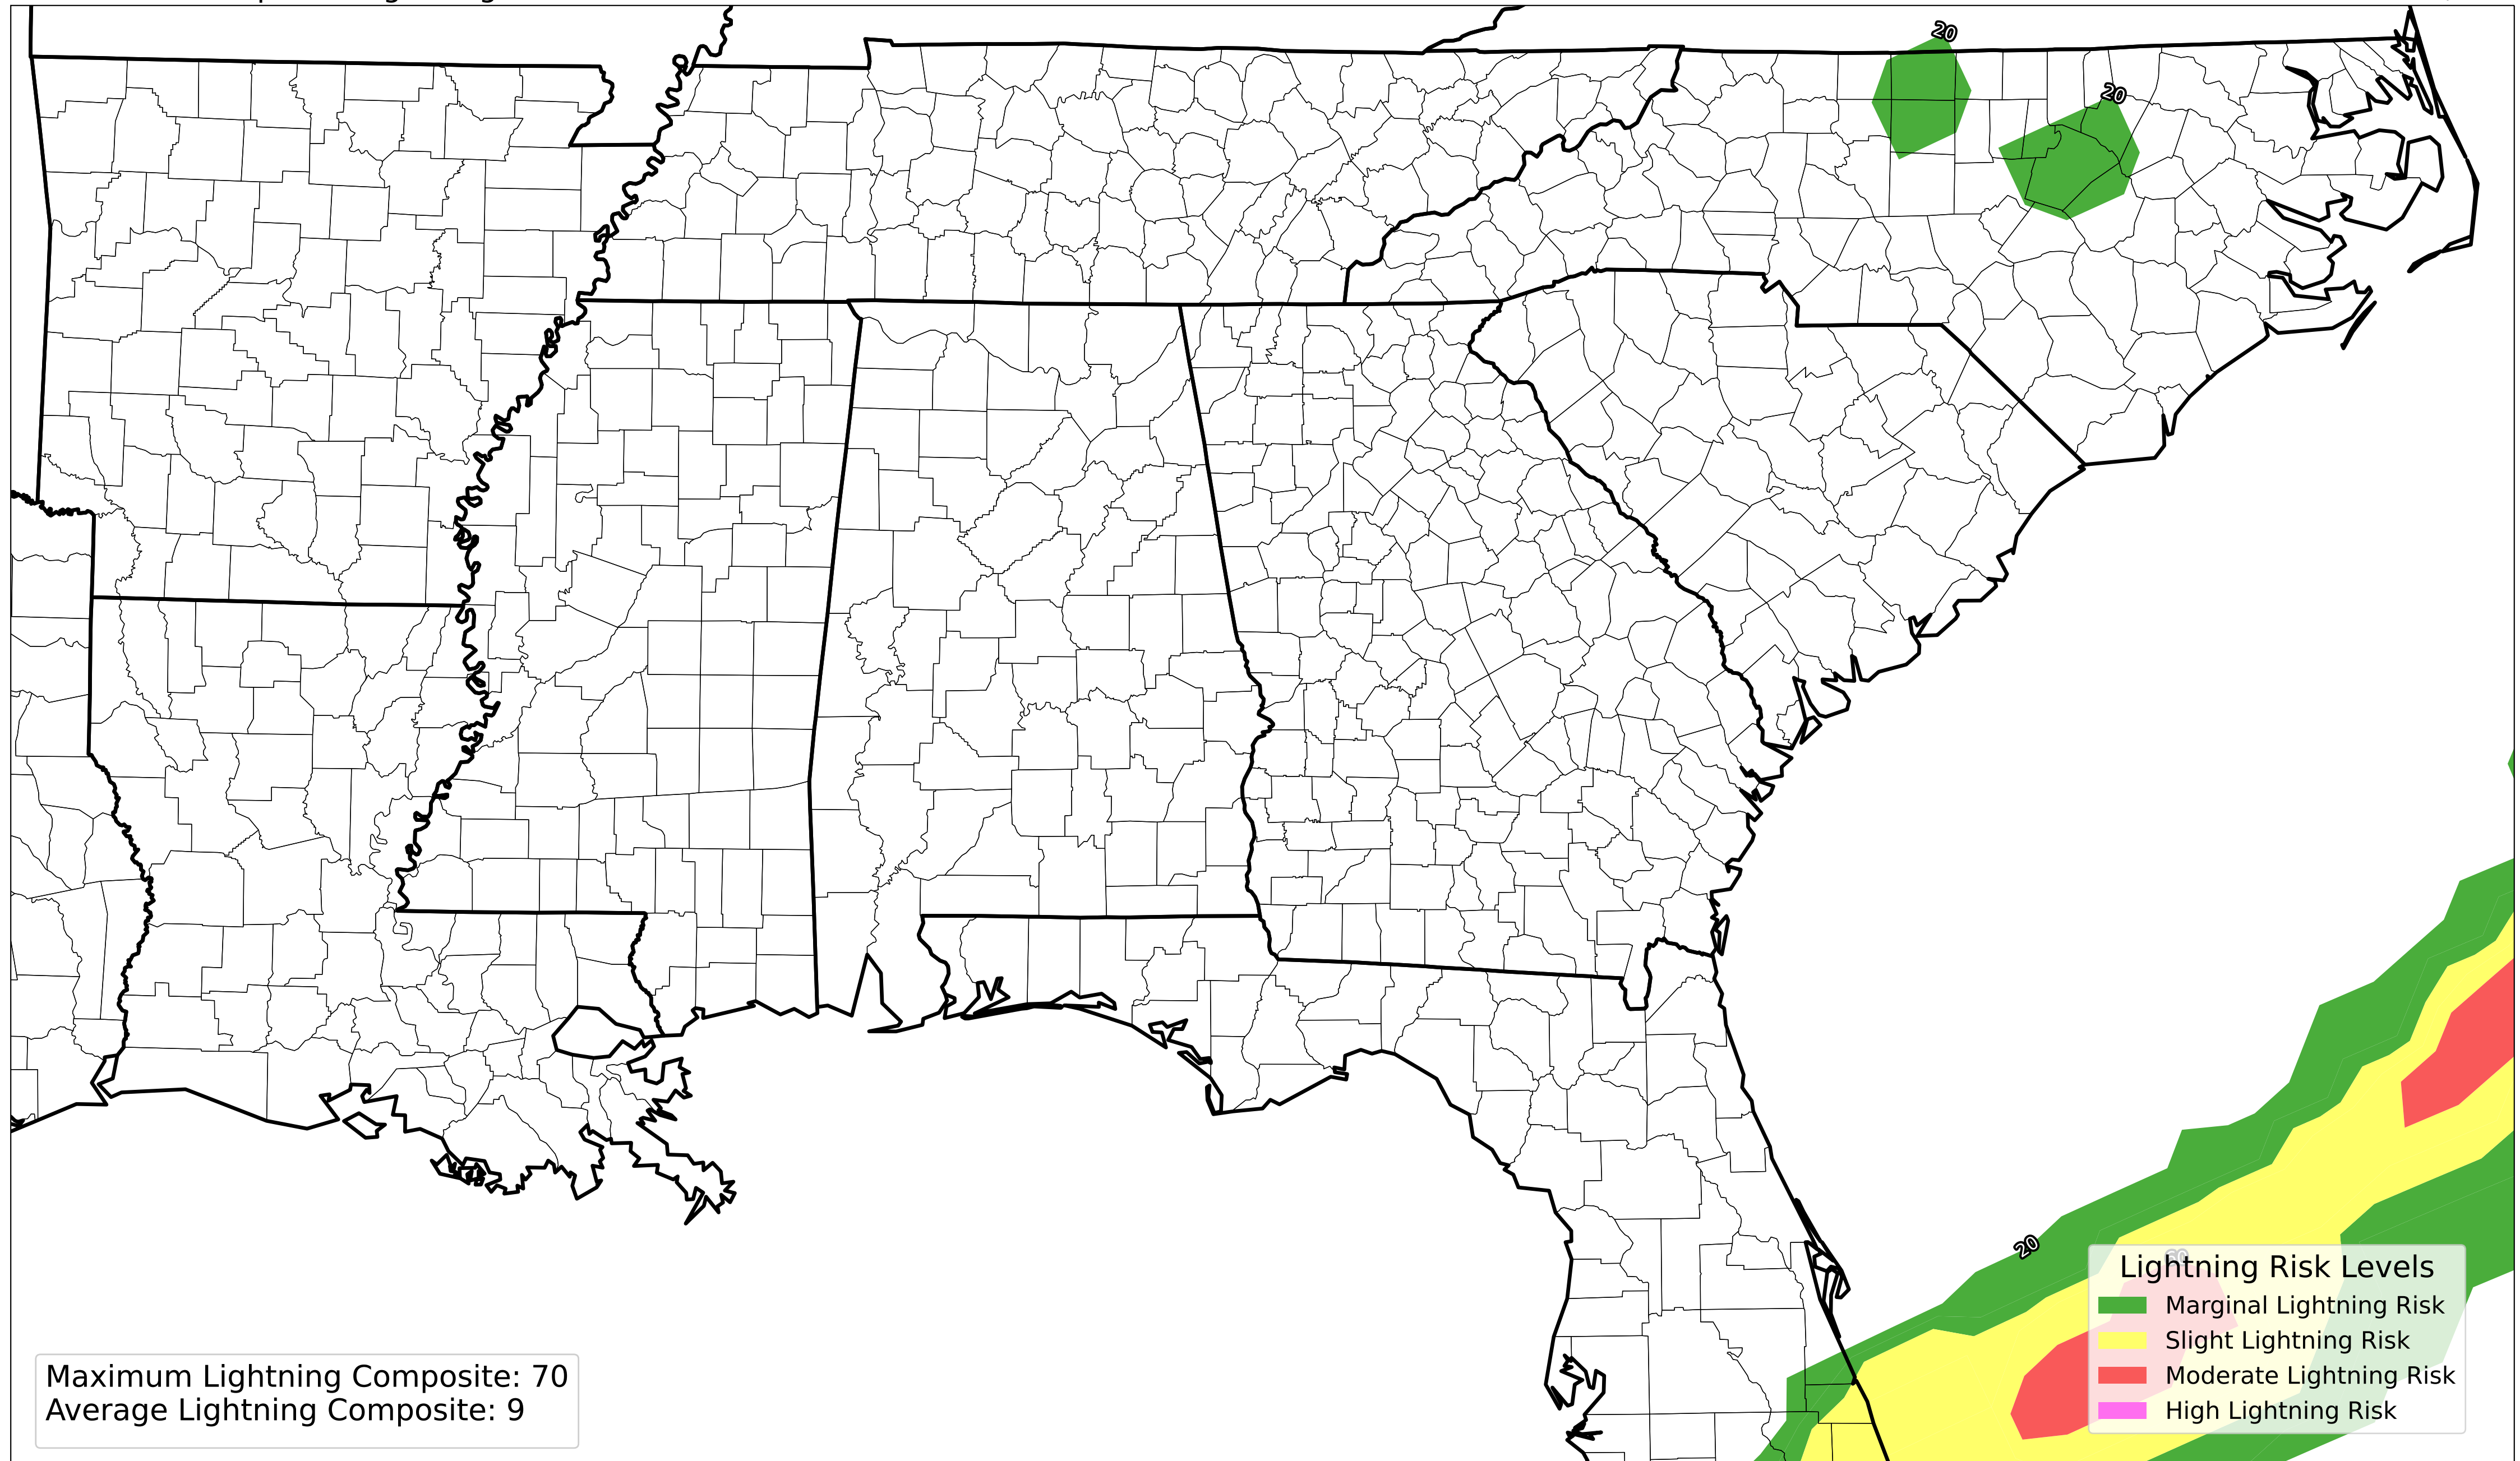 20
20
20
60
Lightning Risk Levels
Marginal Lightning Risk
Slight Lightning Risk
Moderate Lightning Risk
High Lightning Risk
Maximum Lightning Composite: 70
Average Lightning Composite: 9